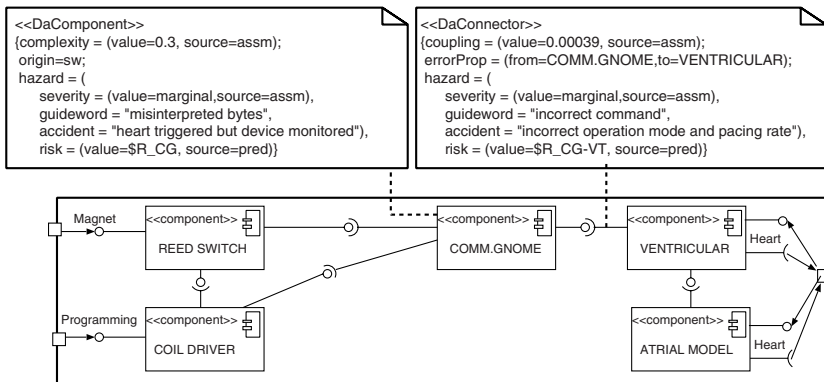 <<DaComponent>>
{complexity = (value=0.3, source=assm);
origin=sw;
hazard = (
severity = (value=marginal,source=assm),
guideword = "misinterpreted bytes",
accident = "heart triggered but device monitored"),
risk = (value=$R_CG, source=pred)}
<<DaConnector>>
{coupling = (value=0.00039, source=assm);
errorProp = (from=COMM.GNOME,to=VENTRICULAR);
hazard = (
severity = (value=marginal,source=assm),
guideword = "incorrect command",
accident = "incorrect operation mode and pacing rate"),
risk = (value=$R_CG-VT, source=pred)}
Magnet
<<component>>
REED SWITCH
<<component>>
COMM.GNOME
<<component>>
VENTRICULAR
Heart
Programming
<<component>>
COIL DRIVER
<<component>>
ATRIAL MODEL
Heart